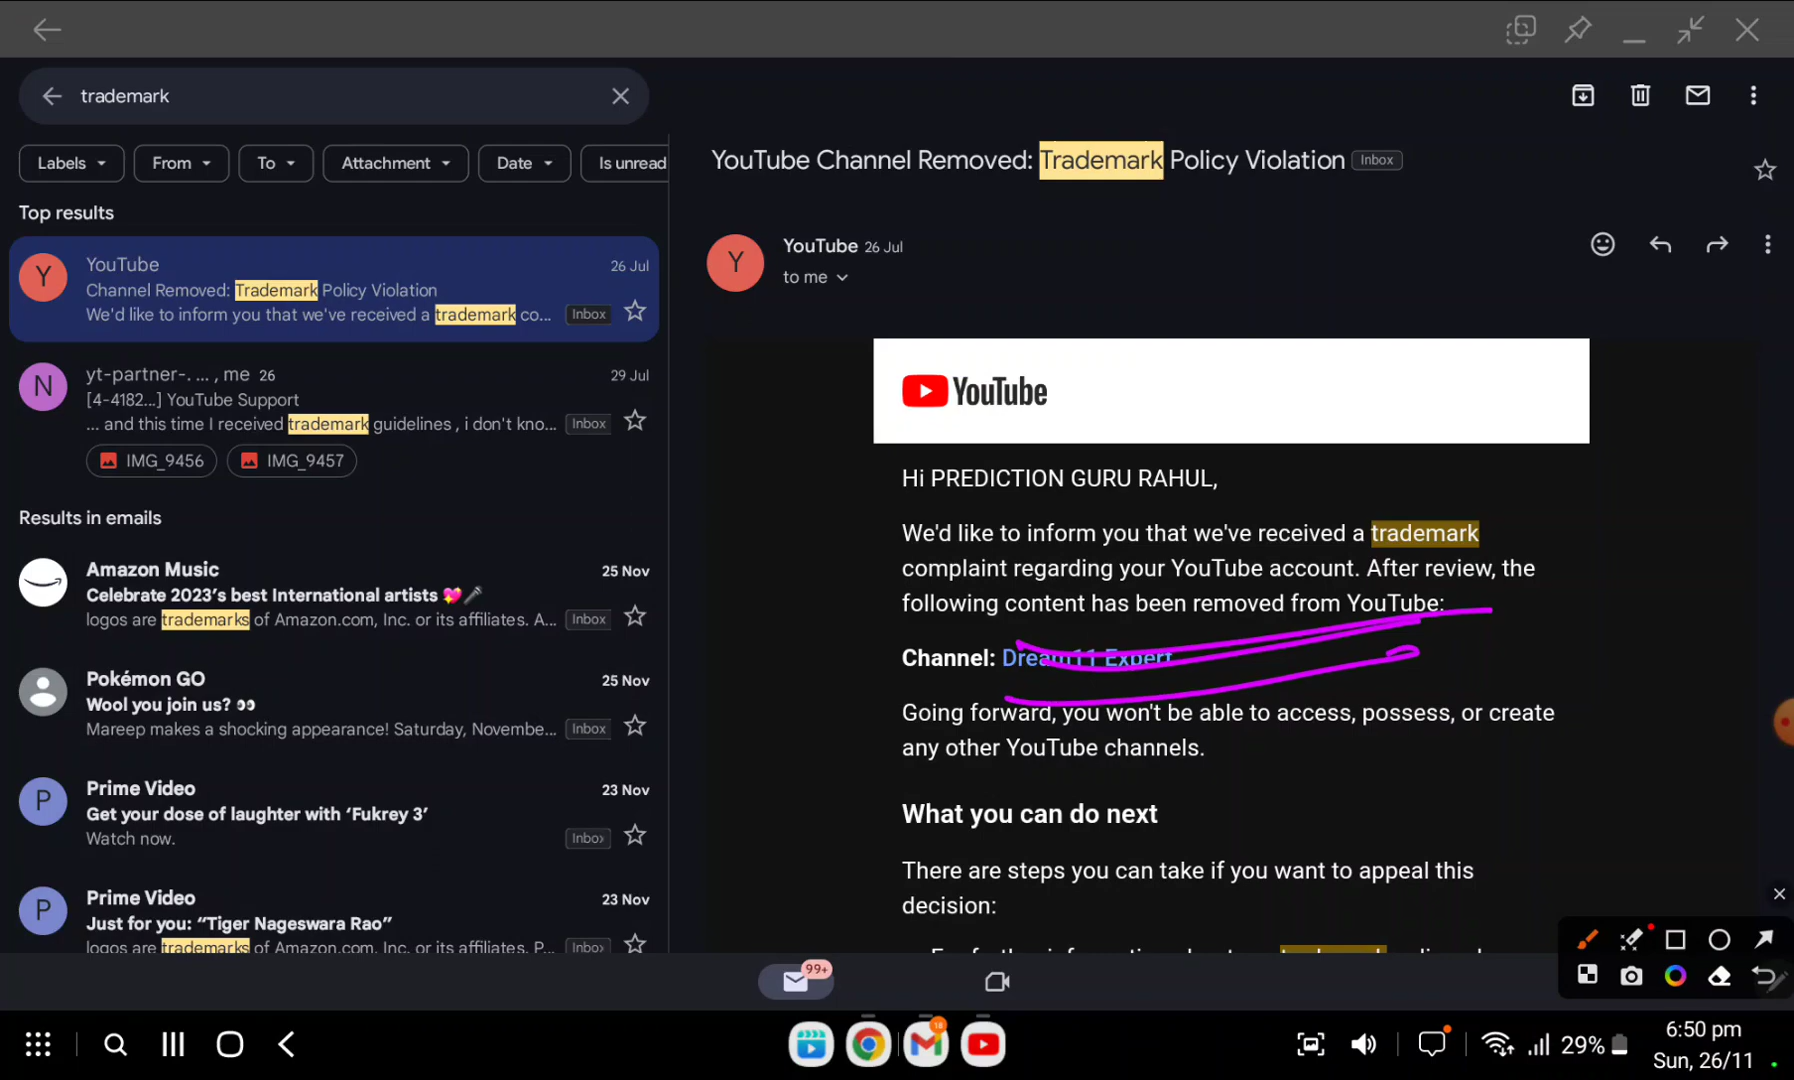 trademark
Labels
From
To
Attachment
Date
Is unread
Top results
Y
YouTube
26 Jul
Channel Removed: Trademark Policy Violation
We'd like to inform you that we've received a trademark co...
Inbox
N
yt-partner-. ... , me 26
29 Jul
[4-4182...] YouTube Support
... and this time I received trademark guidelines , i don't kno...
Inbox
IMG_9456
IMG_9457
Results in emails
Amazon Music
25 Nov
Celebrate 2023's best International artists 💖🎤
logos are trademarks of Amazon.com, Inc. or its affiliates. A...
Inbox
Pokémon GO
25 Nov
Wool you join us? 👀
Mareep makes a shocking appearance! Saturday, Novembe...
Inbox
P
Prime Video
23 Nov
Get your dose of laughter with ‘Fukrey 3’
Watch now.
Inbox
P
Prime Video
23 Nov
Just for you: “Tiger Nageswara Rao”
logos are trademarks of Amazon.com, Inc. or its affiliates. P...
Inbox
YouTube Channel Removed: Trademark Policy Violation
Inbox
Y
YouTube 26 Jul
to me
YouTube
Hi PREDICTION GURU RAHUL,
We'd like to inform you that we've received a trademark
complaint regarding your YouTube account. After review, the
following content has been removed from YouTube:
Channel: Dream11 Expert
Going forward, you won't be able to access, possess, or create
any other YouTube channels.
What you can do next
There are steps you can take if you want to appeal this
decision:
99+
18
29%
6:50 pm
Sun, 26/11